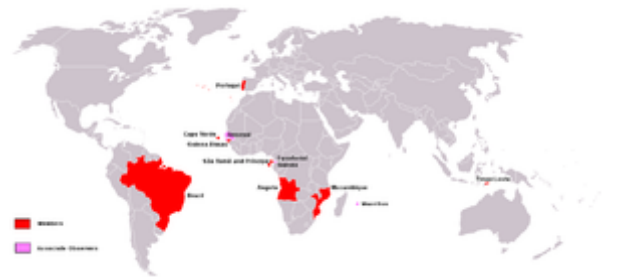 Portugal
Cape Verde
Senegal
Guinea Bissau
São Tomé and Príncipe
Equatorial
Guinea
Brazil
Angola
Mozambique
Mauritius
Timor-Leste
Members
Associate Observers